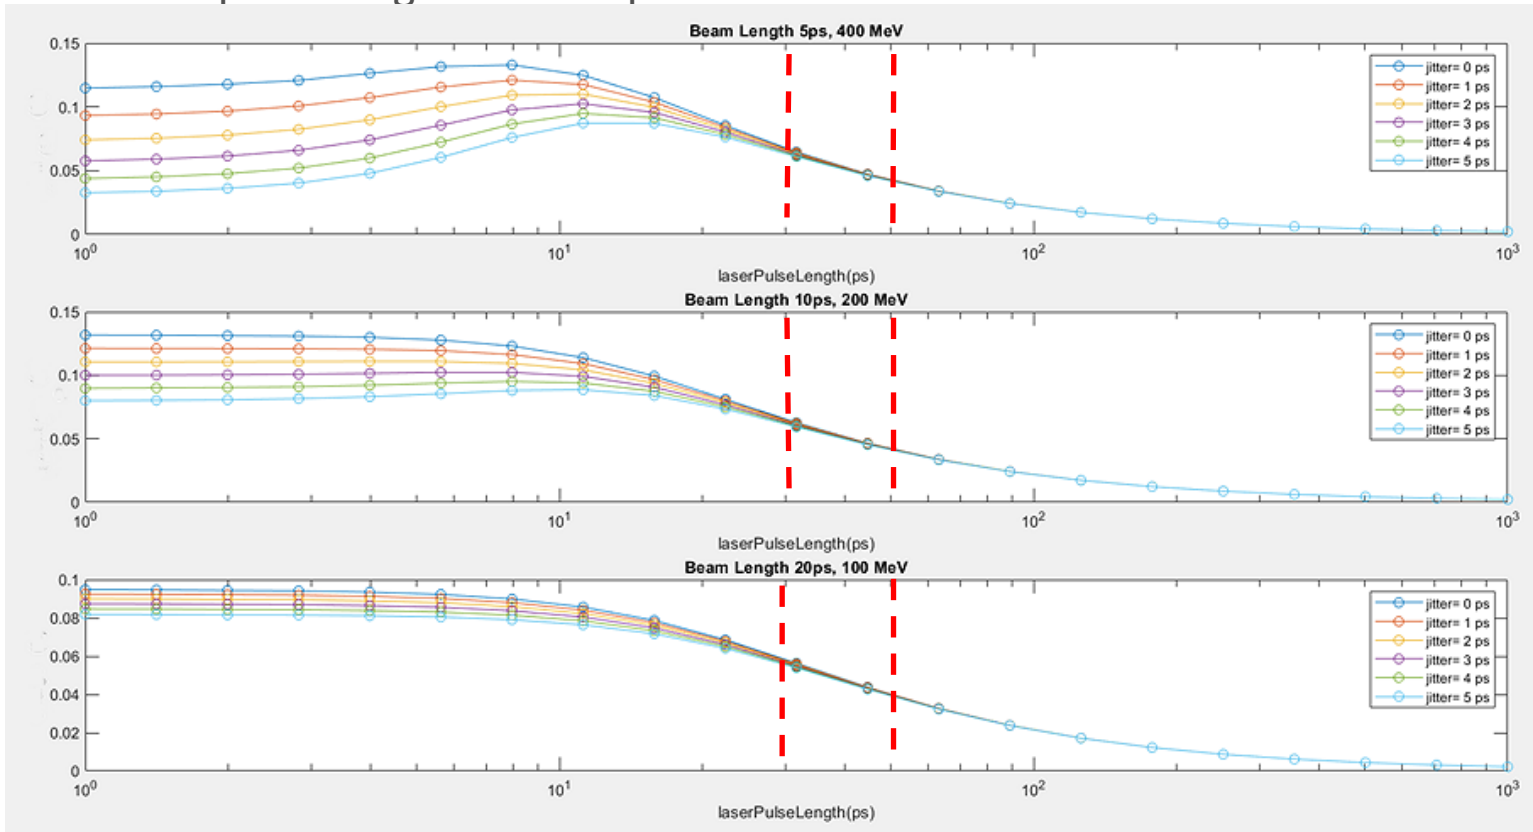 Beam Length 5ps, 400 MeV
0.15
0.1
0.05
0
10^0
10^1
10^2
10^3
laserPulseLength(ps)
jitter= 0 ps
jitter= 1 ps
jitter= 2 ps
jitter= 3 ps
jitter= 4 ps
jitter= 5 ps
Beam Length 10ps, 200 MeV
0.15
0.1
0.05
0
10^0
10^1
10^2
10^3
laserPulseLength(ps)
jitter= 0 ps
jitter= 1 ps
jitter= 2 ps
jitter= 3 ps
jitter= 4 ps
jitter= 5 ps
Beam Length 20ps, 100 MeV
0.1
0.08
0.06
0.04
0.02
0
10^0
10^1
10^2
10^3
laserPulseLength(ps)
jitter= 0 ps
jitter= 1 ps
jitter= 2 ps
jitter= 3 ps
jitter= 4 ps
jitter= 5 ps